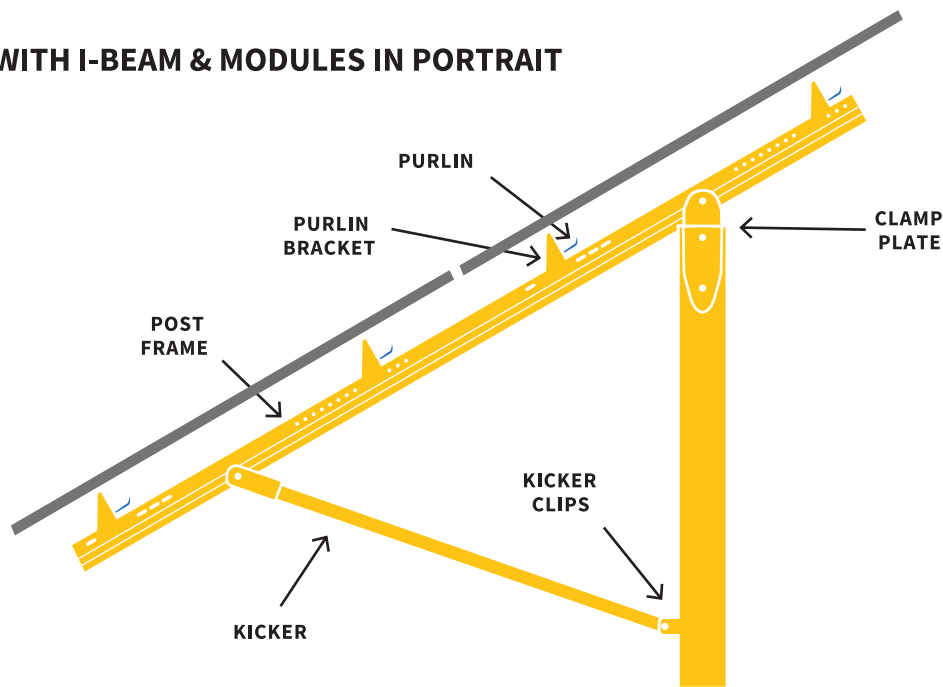 WITH I-BEAM & MODULES IN PORTRAIT
PURLIN
PURLIN
BRACKET
CLAMP
PLATE
POST
FRAME
KICKER
CLIPS
KICKER